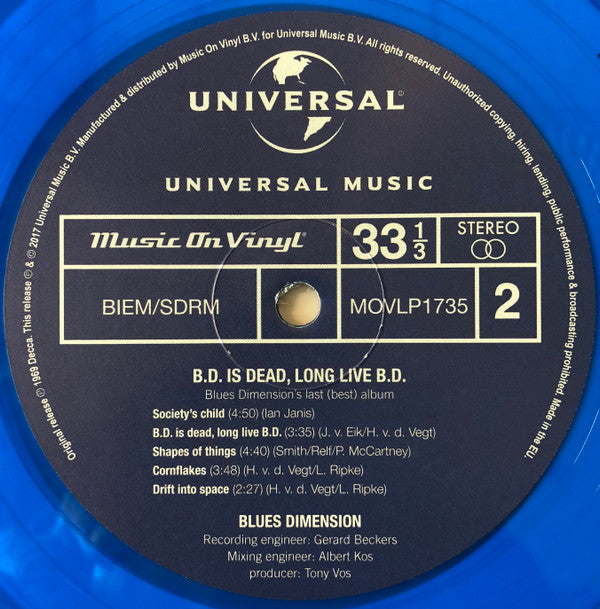 Original release ℗ 1969 Decca. This release ℗ & © 2017 Universal Music B.V. Manufactured & distributed by Music On Vinyl B.V. for Universal Music B.V. All rights reserved. Unauthorized copying, hiring, lending, public performance & broadcasting prohibited. Made in the EU.
UNIVERSAL
UNIVERSAL MUSIC
Music On Vinyl®
33 1/3
STEREO
BIEM/SDRM
MOVLP1735
2
B.D. IS DEAD, LONG LIVE B.D.
Blues Dimension's last (best) album
Society's child (4:50) (Ian Janis)
B.D. is dead, long live B.D. (3:35) (J. v. Eik/H. v. d. Vegt)
Shapes of things (4:40) (Smith/Relf/P. McCartney)
Cornflakes (3:48) (H. v. d. Vegt/L. Ripke)
Drift into space (2:27) (H. v. d. Vegt/L. Ripke)
BLUES DIMENSION
Recording engineer: Gerard Beckers
Mixing engineer: Albert Kos
producer: Tony Vos